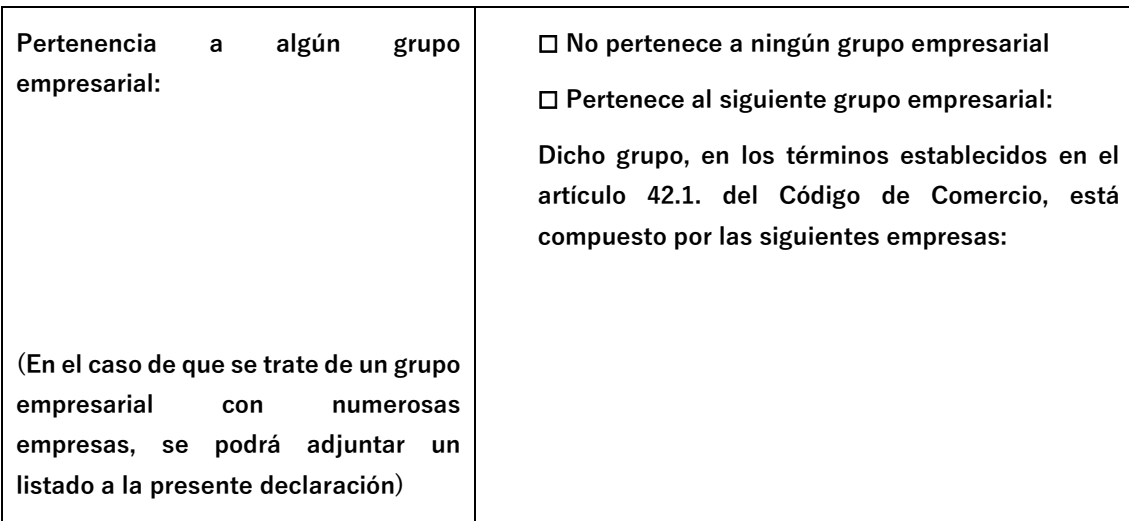 Pertenencia a algún grupo
empresarial:
(En el caso de que se trate de un grupo
empresarial con numerosas
empresas, se podrá adjuntar un
listado a la presente declaración)
☐ No pertenece a ningún grupo empresarial
☐ Pertenece al siguiente grupo empresarial:
Dicho grupo, en los términos establecidos en el
artículo 42.1. del Código de Comercio, está
compuesto por las siguientes empresas: